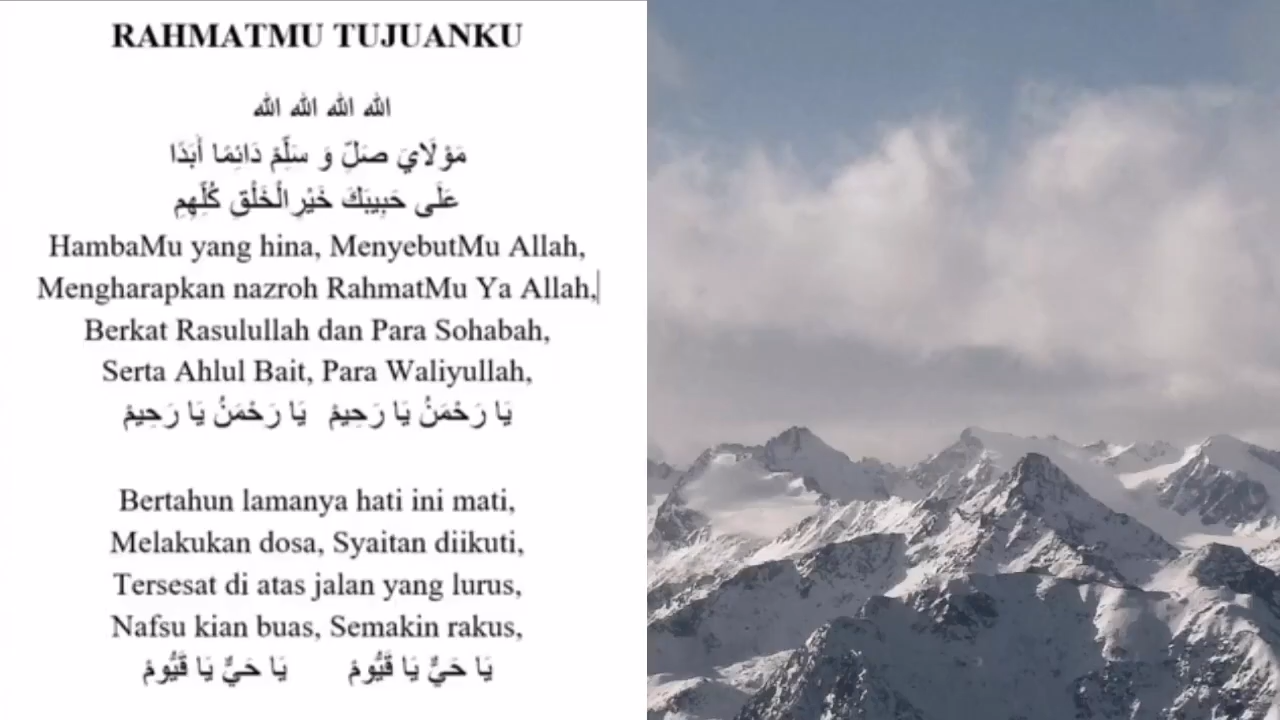 RAHMATMU TUJUANKU
الله الله الله الله
مَوْلَايَ صَلِّ وَ سَلِّمْ دَائِمًا أَبَدًا
عَلَى حَبِيبِكَ خَيْرِ الْخَلْقِ كُلِّهِمِ
HambaMu yang hina, MenyebutMu Allah,
Mengharapkan nazroh RahmatMu Ya Allah,
Berkat Rasulullah dan Para Sohabah,
Serta Ahlul Bait, Para Waliyullah,
يَا رَحْمَنُ يَا رَحِيمْ يَا رَحْمَنُ يَا رَحِيمْ
Bertahun lamanya hati ini mati,
Melakukan dosa, Syaitan diikuti,
Tersesat di atas jalan yang lurus,
Nafsu kian buas, Semakin rakus,
يَا حَيُّ يَا قَيُّومْ يَا حَيُّ يَا قَيُّومْ